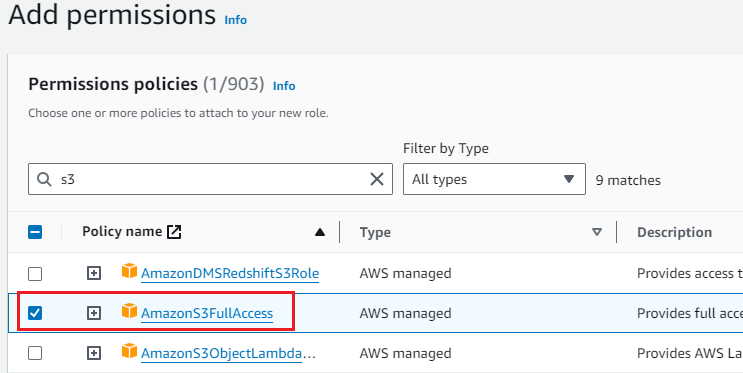 Add permissions Info
Permissions policies (1/903) Info
Choose one or more policies to attach to your new role.
Filter by Type
s3 All types 9 matches
Policy name Type Description
AmazonDMSRedshiftS3Role AWS managed Provides access t
AmazonS3FullAccess AWS managed Provides full acce
AmazonS3ObjectLambda... AWS managed Provides AWS La